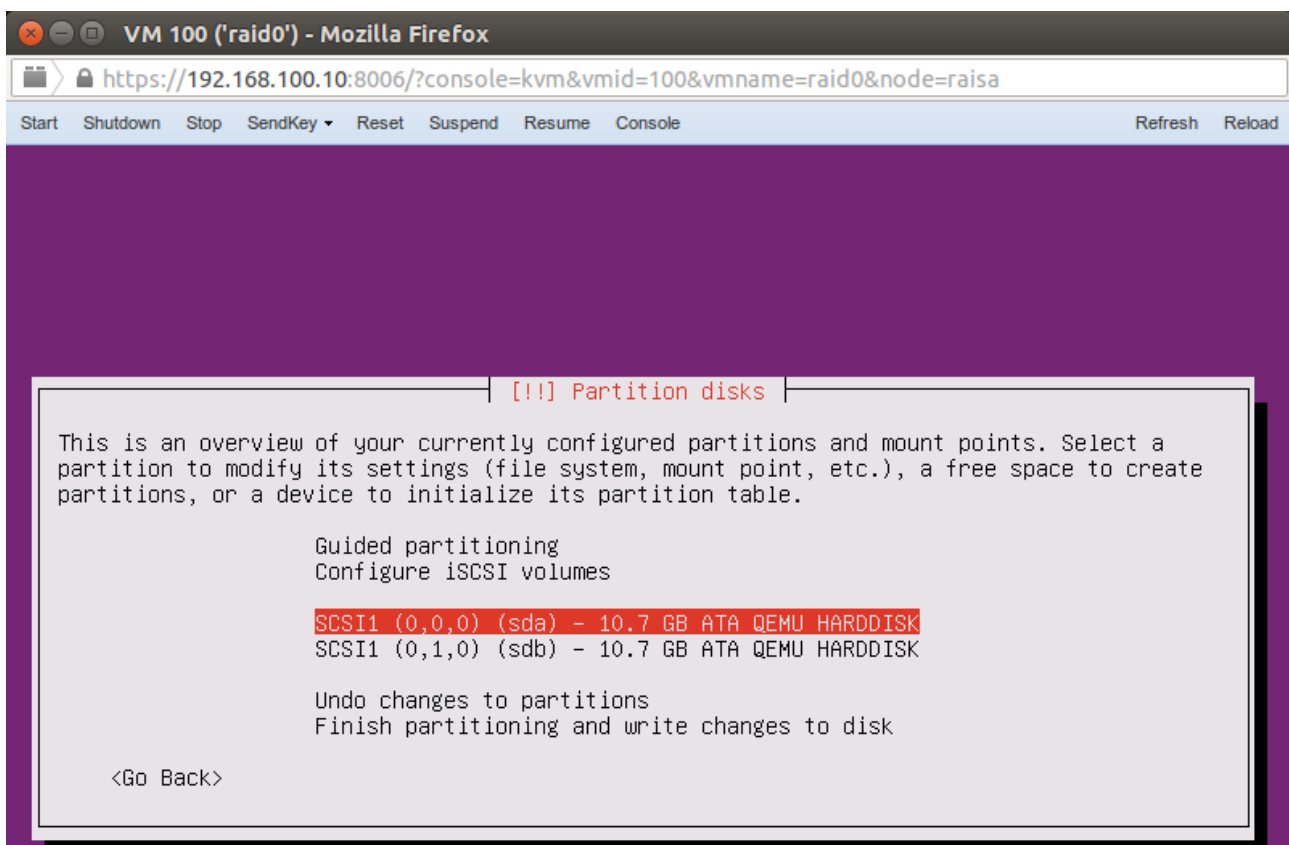 VM 100 ('raid0') - Mozilla Firefox
https://192.168.100.10:8006/?console=kvm&vmid=100&vmname=raid0&node=raisa
Start Shutdown Stop SendKey Reset Suspend Resume Console Refresh Reload
[!!] Partition disks
This is an overview of your currently configured partitions and mount points. Select a
partition to modify its settings (file system, mount point, etc.), a free space to create
partitions, or a device to initialize its partition table.
Guided partitioning
Configure iSCSI volumes
SCSI1 (0,0,0) (sda) – 10.7 GB ATA QEMU HARDDISK
SCSI1 (0,1,0) (sdb) – 10.7 GB ATA QEMU HARDDISK
Undo changes to partitions
Finish partitioning and write changes to disk
<Go Back>